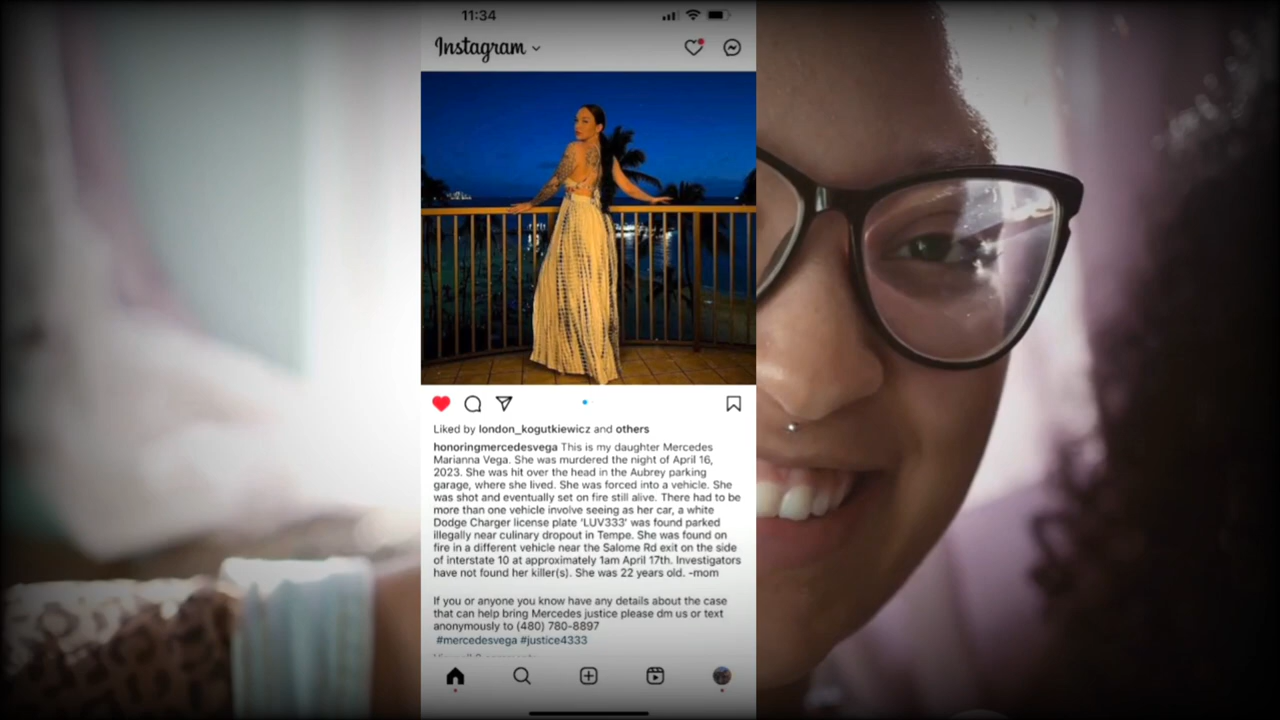 11:34
Instagram
Liked by london_kogutkiewicz and others
honoringmercedesvega This is my daughter Mercedes
Marianna Vega. She was murdered the night of April 16,
2023. She was hit over the head in the Aubrey parking
garage, where she lived. She was forced into a vehicle. She
was shot and eventually set on fire still alive. There had to be
more than one vehicle involve seeing as her car, a white
Dodge Charger license plate 'LUV333' was found parked
illegally near culinary dropout in Tempe. She was found on
fire in a different vehicle near the Salome Rd exit on the side
of interstate 10 at approximately 1am April 17th. Investigators
have not found her killer(s). She was 22 years old. -mom
If you or anyone you know have any details about the case
that can help bring Mercedes justice please dm us or text
anonymously to (480) 780-8897
#mercedesvega #justice4333